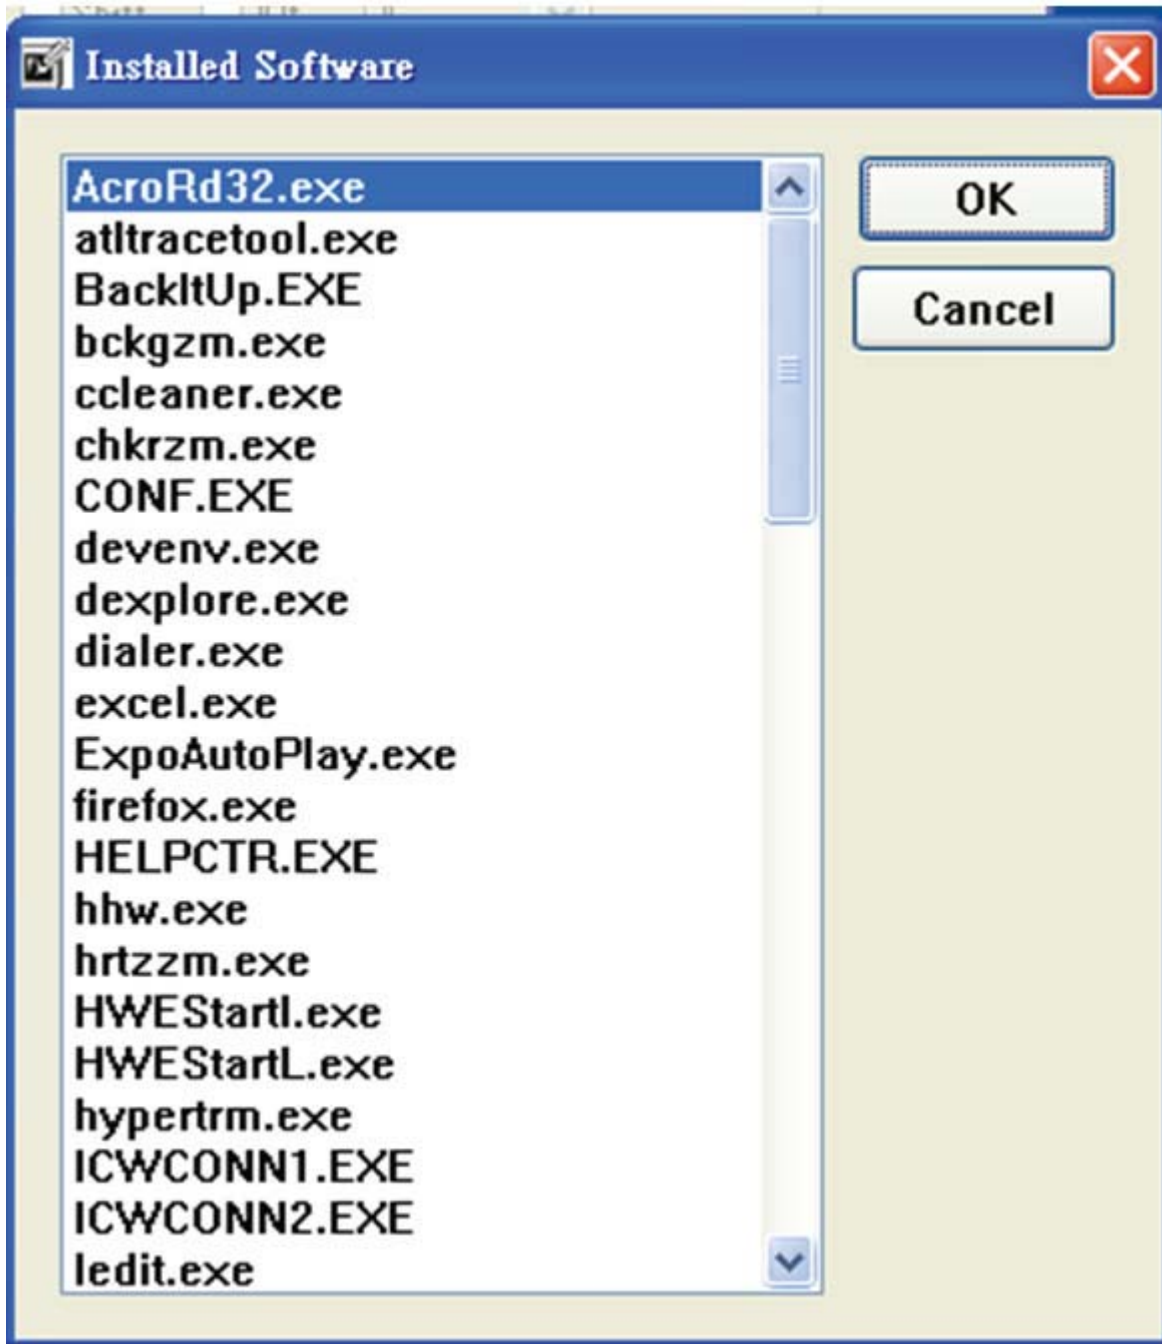 Installed Software
AcroRd32.exe
OK
atltracetool.exe
BackItUp.EXE
Cancel
bckgzm.exe
ccleaner.exe
chkrzm.exe
CONF.EXE
devenv.exe
dexplore.exe
dialer.exe
excel.exe
ExpoAutoPlay.exe
firefox.exe
HELPCTR.EXE
hhw.exe
hrtzzm.exe
HWEStartI.exe
HWEStartL.exe
hypertrm.exe
ICWCONN1.EXE
ICWCONN2.EXE
Iedit.exe